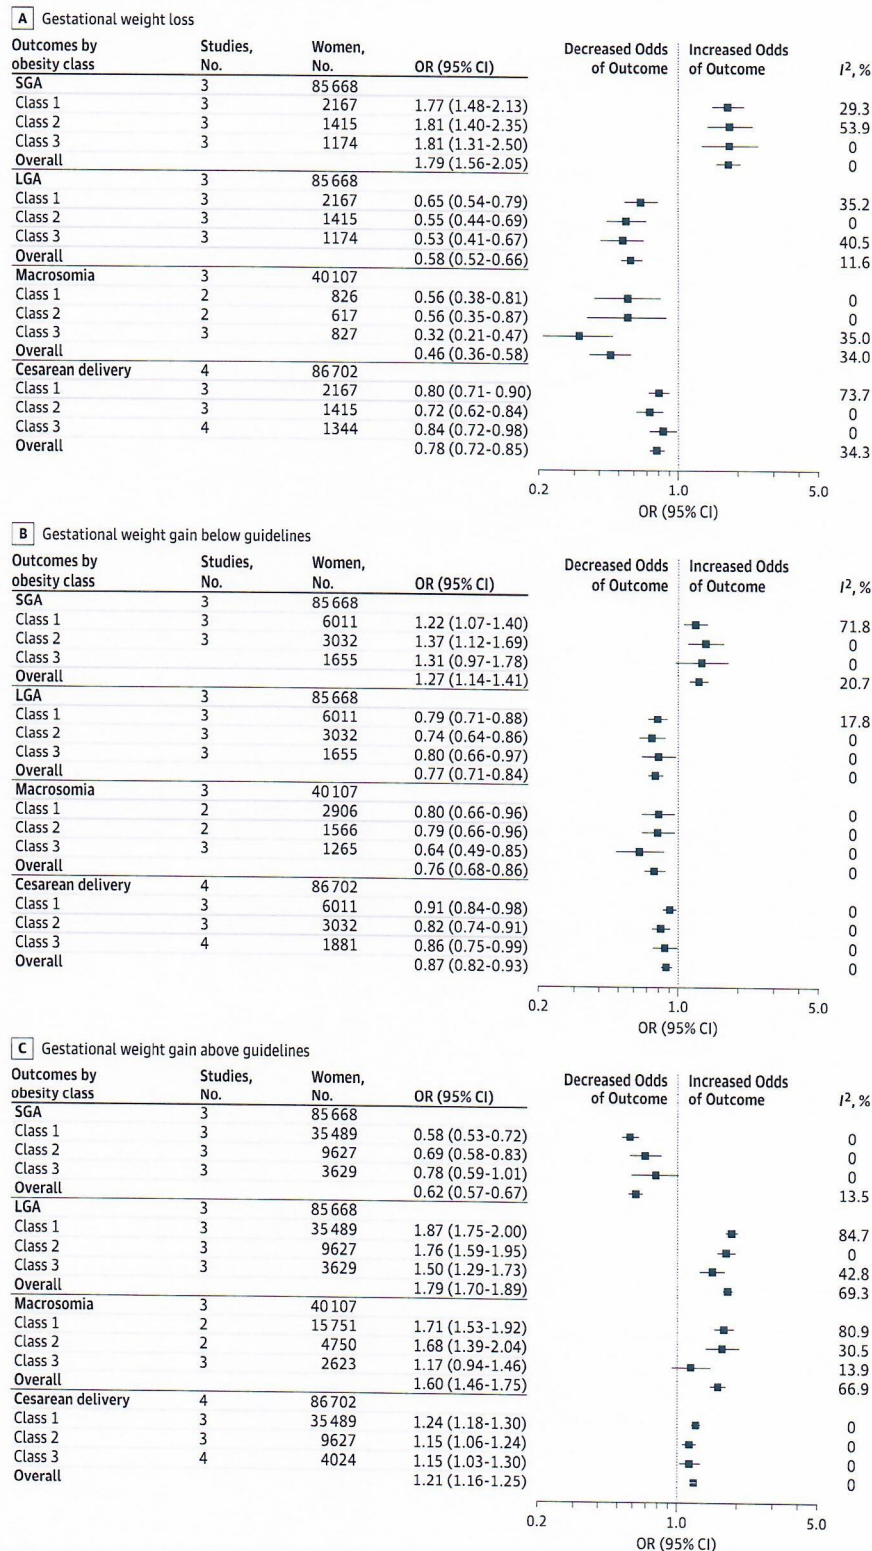 A Gestational weight loss
Outcomes by obesity class Studies, No. Women, No. OR (95% CI) Decreased Odds of Outcome Increased Odds of Outcome I², %
SGA 3 85 668
Class 1 3 2167 1.77 (1.48-2.13) 29.3
Class 2 3 1415 1.81 (1.40-2.35) 53.9
Class 3 3 1174 1.81 (1.31-2.50) 0
Overall 1.79 (1.56-2.05) 0
LGA 3 85 668
Class 1 3 2167 0.65 (0.54-0.79) 35.2
Class 2 3 1415 0.55 (0.44-0.69) 0
Class 3 3 1174 0.53 (0.41-0.67) 40.5
Overall 0.58 (0.52-0.66) 11.6
Macrosomia 3 40 107
Class 1 2 826 0.56 (0.38-0.81) 0
Class 2 2 617 0.56 (0.35-0.87) 0
Class 3 3 827 0.32 (0.21-0.47) 35.0
Overall 0.46 (0.36-0.58) 34.0
Cesarean delivery 4 86 702
Class 1 3 2167 0.80 (0.71- 0.90) 73.7
Class 2 3 1415 0.72 (0.62-0.84) 0
Class 3 4 1344 0.84 (0.72-0.98) 0
Overall 0.78 (0.72-0.85) 34.3
0.2 1.0 5.0
OR (95% CI)
B Gestational weight gain below guidelines
Outcomes by obesity class Studies, No. Women, No. OR (95% CI) Decreased Odds of Outcome Increased Odds of Outcome I², %
SGA 3 85 668
Class 1 3 6011 1.22 (1.07-1.40) 71.8
Class 2 3 3032 1.37 (1.12-1.69) 0
Class 3 1655 1.31 (0.97-1.78) 0
Overall 1.27 (1.14-1.41) 20.7
LGA 3 85 668
Class 1 3 6011 0.79 (0.71-0.88) 17.8
Class 2 3 3032 0.74 (0.64-0.86) 0
Class 3 3 1655 0.80 (0.66-0.97) 0
Overall 0.77 (0.71-0.84) 0
Macrosomia 3 40 107
Class 1 2 2906 0.80 (0.66-0.96) 0
Class 2 2 1566 0.79 (0.66-0.96) 0
Class 3 3 1265 0.64 (0.49-0.85) 0
Overall 0.76 (0.68-0.86) 0
Cesarean delivery 4 86 702
Class 1 3 6011 0.91 (0.84-0.98) 0
Class 2 3 3032 0.82 (0.74-0.91) 0
Class 3 4 1881 0.86 (0.75-0.99) 0
Overall 0.87 (0.82-0.93) 0
0.2 1.0 5.0
OR (95% CI)
C Gestational weight gain above guidelines
Outcomes by obesity class Studies, No. Women, No. OR (95% CI) Decreased Odds of Outcome Increased Odds of Outcome I², %
SGA 3 85 668
Class 1 3 35 489 0.58 (0.53-0.72) 0
Class 2 3 9627 0.69 (0.58-0.83) 0
Class 3 3 3629 0.78 (0.59-1.01) 0
Overall 0.62 (0.57-0.67) 13.5
LGA 3 85 668
Class 1 3 35 489 1.87 (1.75-2.00) 84.7
Class 2 3 9627 1.76 (1.59-1.95) 0
Class 3 3 3629 1.50 (1.29-1.73) 42.8
Overall 1.79 (1.70-1.89) 69.3
Macrosomia 3 40 107
Class 1 2 15 751 1.71 (1.53-1.92) 80.9
Class 2 2 4750 1.68 (1.39-2.04) 30.5
Class 3 3 2623 1.17 (0.94-1.46) 13.9
Overall 1.60 (1.46-1.75) 66.9
Cesarean delivery 4 86 702
Class 1 3 35 489 1.24 (1.18-1.30) 0
Class 2 3 9627 1.15 (1.06-1.24) 0
Class 3 4 4024 1.15 (1.03-1.30) 0
Overall 1.21 (1.16-1.25) 0
0.2 1.0 5.0
OR (95% CI)